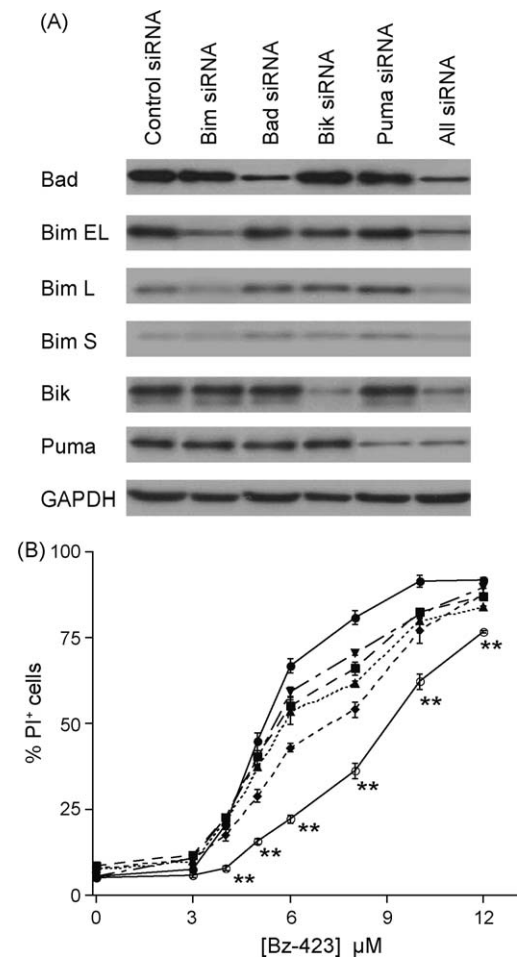 (A)
Control siRNA
Bim siRNA
Bad siRNA
Bik siRNA
Puma siRNA
All siRNA
Bad
Bim EL
Bim L
Bim S
Bik
Puma
GAPDH
(B)
100
75
50
25
0
% PI⁺ cells
**
**
**
**
**
**
**
0 3 6 9 12
[Bz-423] µM